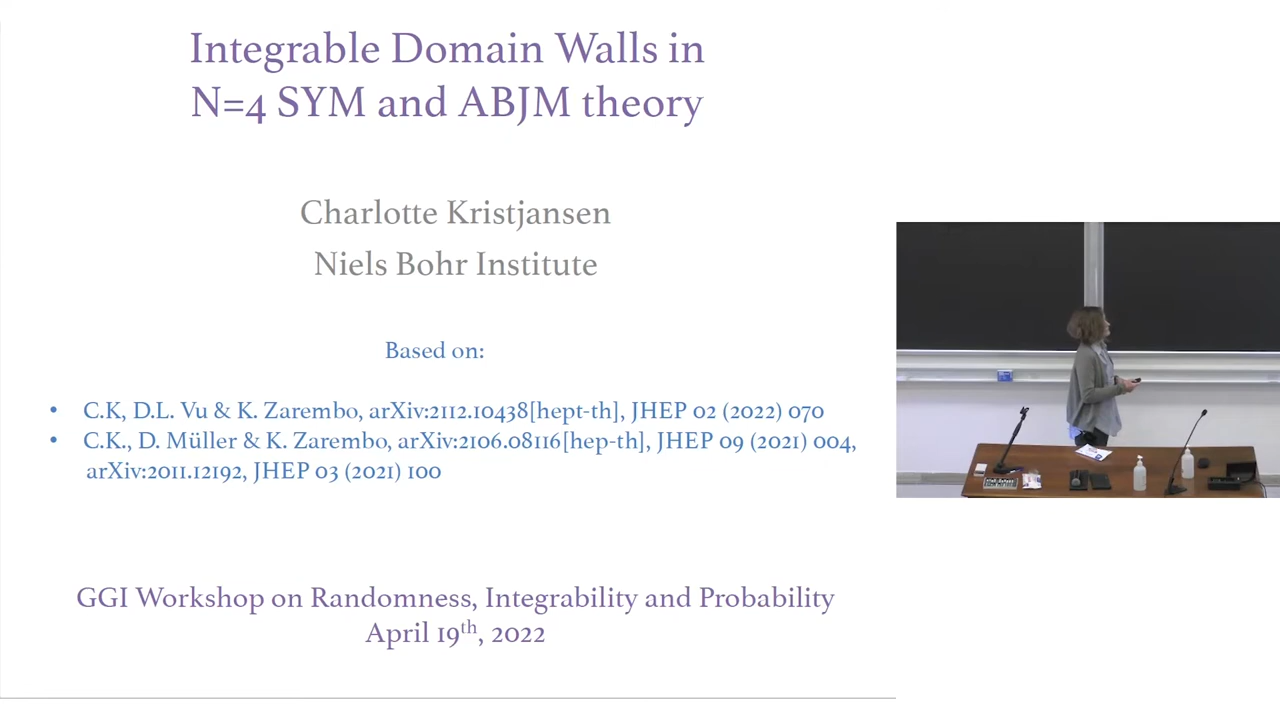 Integrable Domain Walls in
N=4 SYM and ABJM theory
Charlotte Kristjansen
Niels Bohr Institute
Based on:
• C.K, D.L. Vu & K. Zarembo, arXiv:2112.10438[hept-th], JHEP 02 (2022) 070
• C.K., D. Müller & K. Zarembo, arXiv:2106.08116[hep-th], JHEP 09 (2021) 004,
arXiv:2011.12192, JHEP 03 (2021) 100
GGI Workshop on Randomness, Integrability and Probability
April 19th, 2022